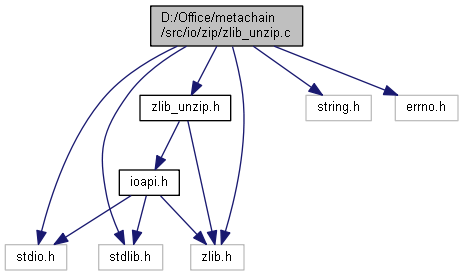 D:/Office/metachain
/src/io/zip/zlib_unzip.c
zlib_unzip.h
string.h
errno.h
ioapi.h
stdio.h
stdlib.h
zlib.h